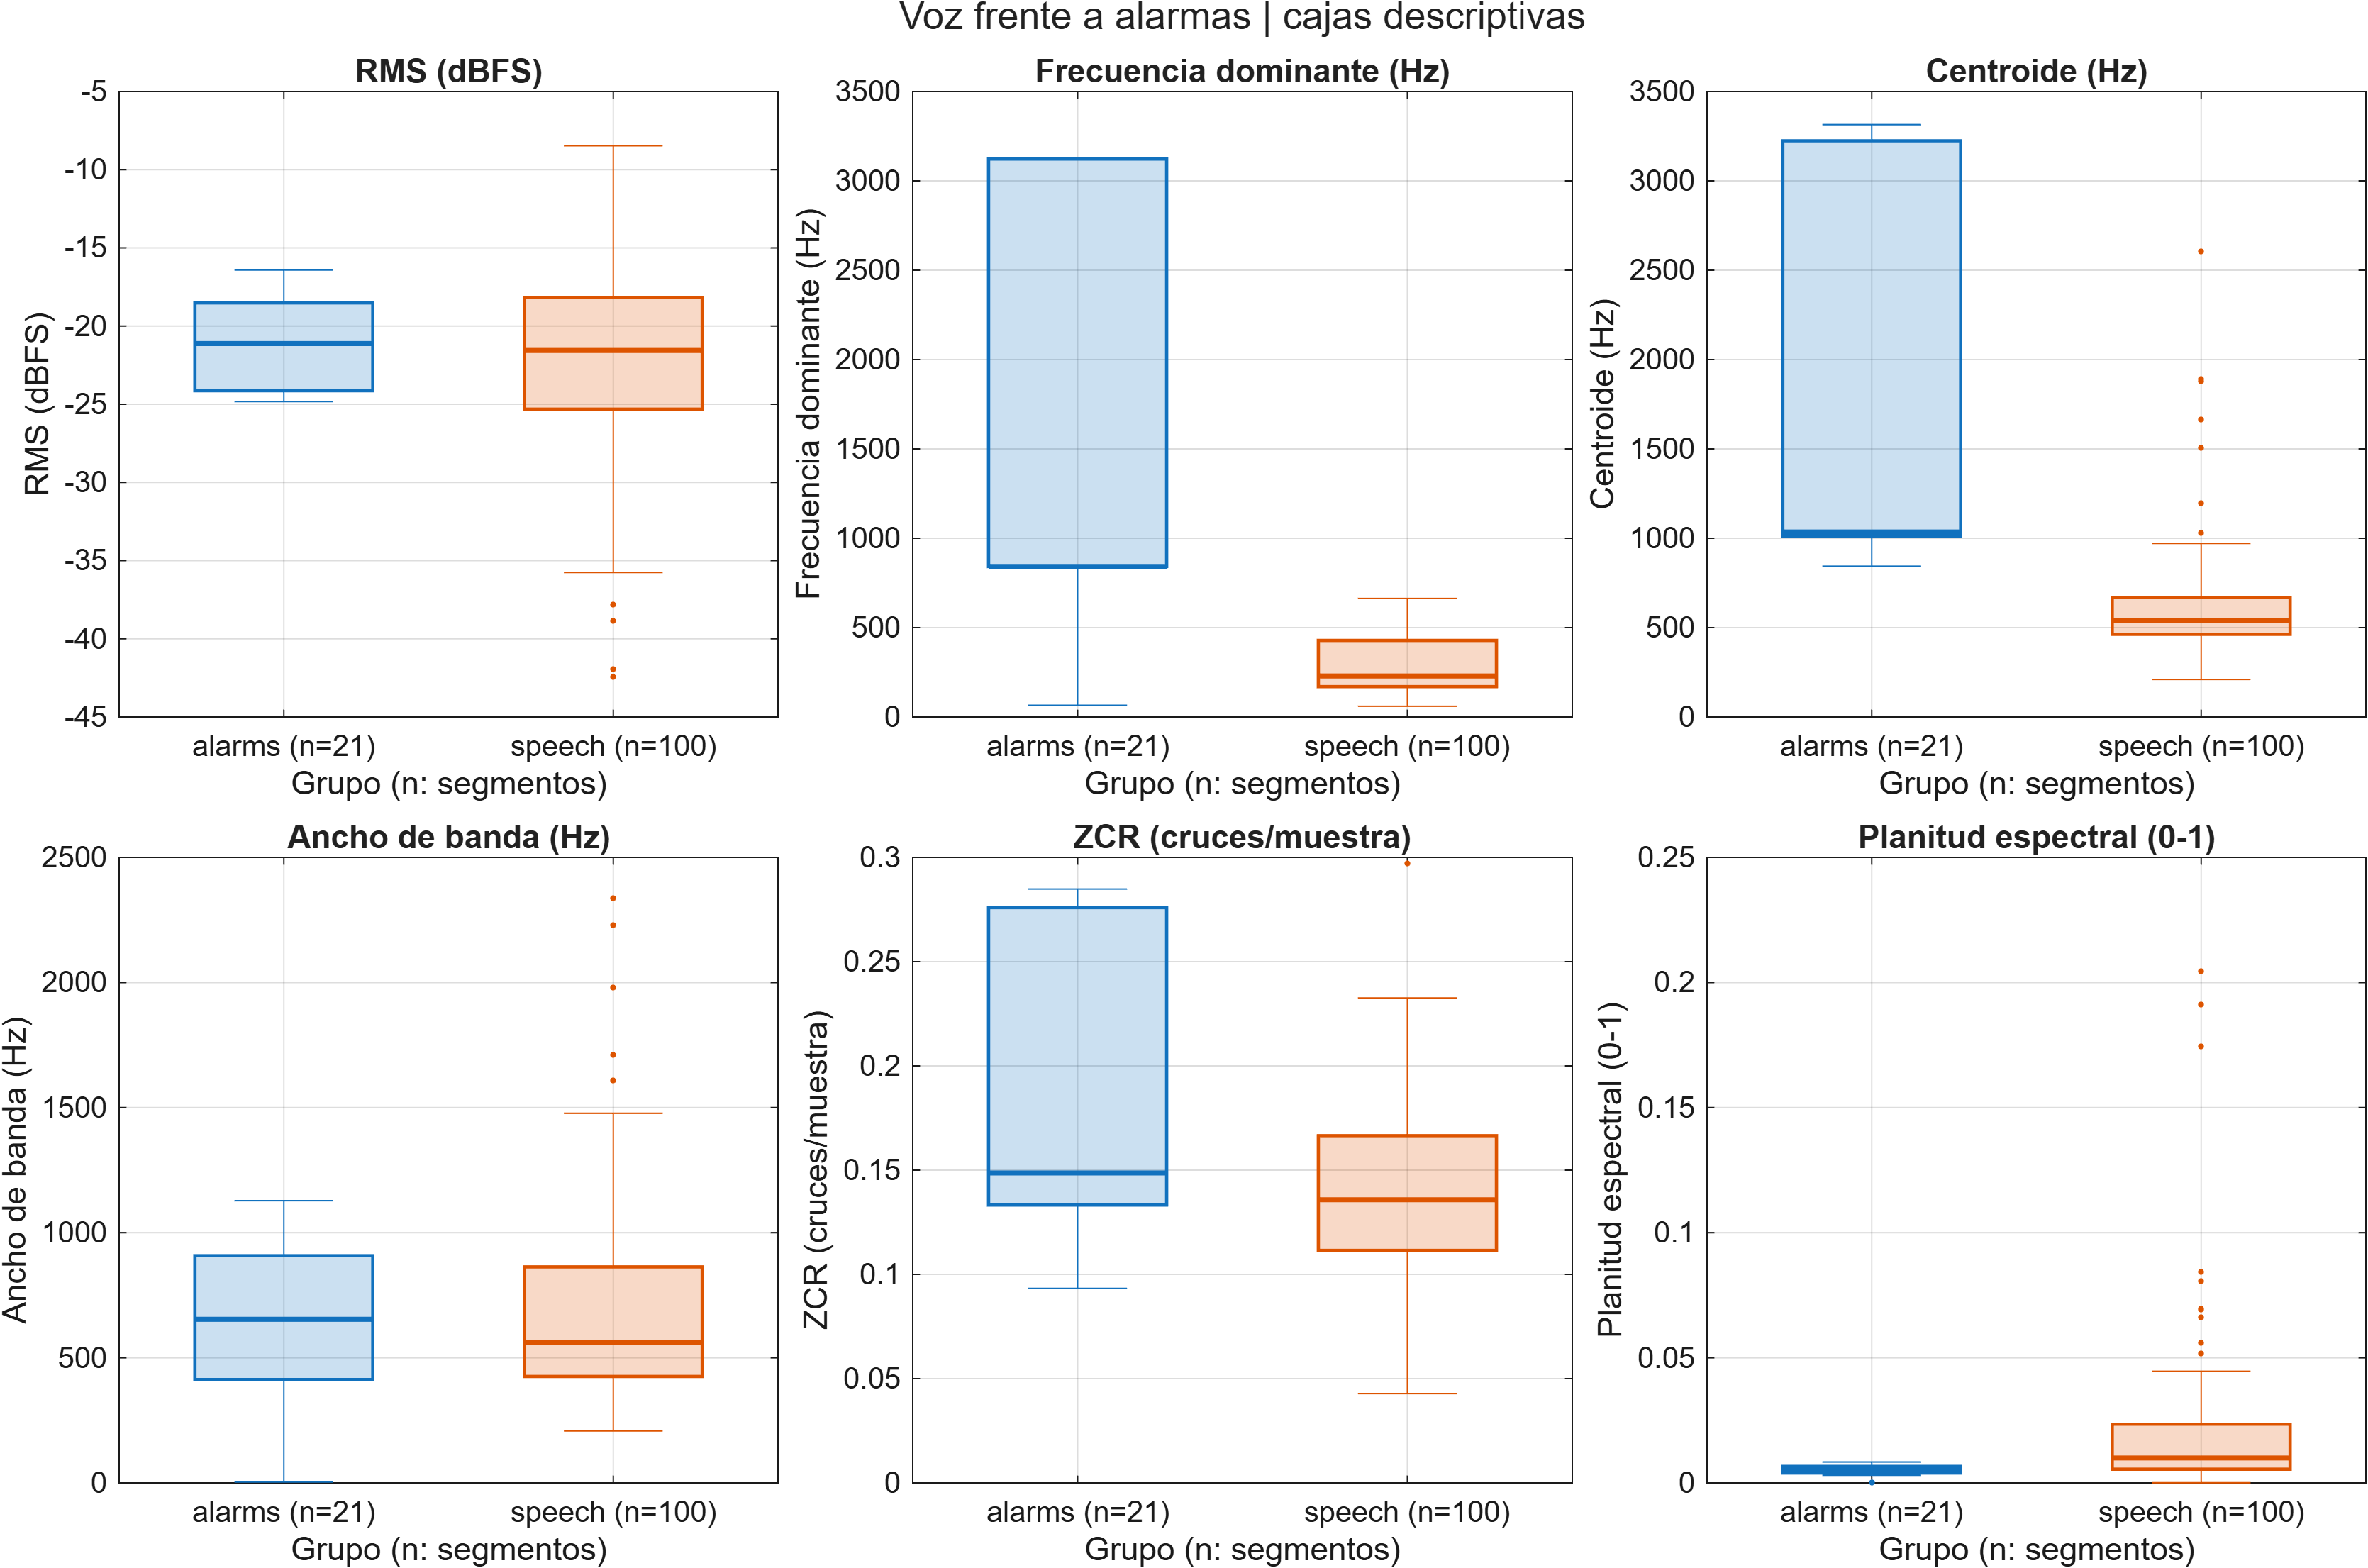 Voz frente a alarmas | cajas descriptivas
RMS (dBFS)
RMS (dBFS)
-5
-10
-15
-20
-25
-30
-35
-40
-45
alarms (n=21)
speech (n=100)
Grupo (n: segmentos)
Frecuencia dominante (Hz)
Frecuencia dominante (Hz)
3500
3000
2500
2000
1500
1000
500
0
alarms (n=21)
speech (n=100)
Grupo (n: segmentos)
Centroide (Hz)
Centroide (Hz)
3500
3000
2500
2000
1500
1000
500
0
alarms (n=21)
speech (n=100)
Grupo (n: segmentos)
Ancho de banda (Hz)
Ancho de banda (Hz)
2500
2000
1500
1000
500
0
alarms (n=21)
speech (n=100)
Grupo (n: segmentos)
ZCR (cruces/muestra)
ZCR (cruces/muestra)
0.3
0.25
0.2
0.15
0.1
0.05
0
alarms (n=21)
speech (n=100)
Grupo (n: segmentos)
Planitud espectral (0-1)
Planitud espectral (0-1)
0.25
0.2
0.15
0.1
0.05
0
alarms (n=21)
speech (n=100)
Grupo (n: segmentos)